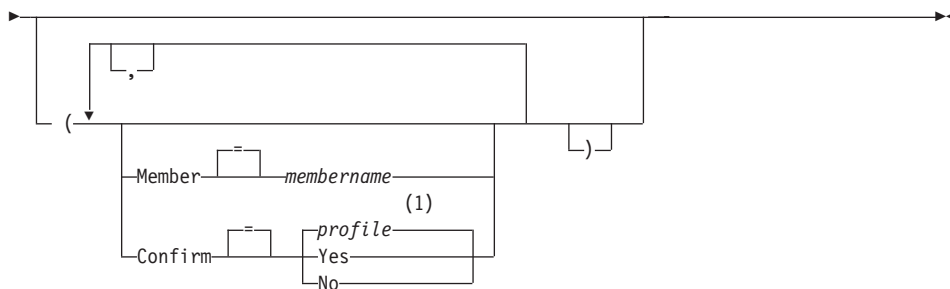 ,
( )
=
Member membername
(1)
=
profile
Confirm Yes
No